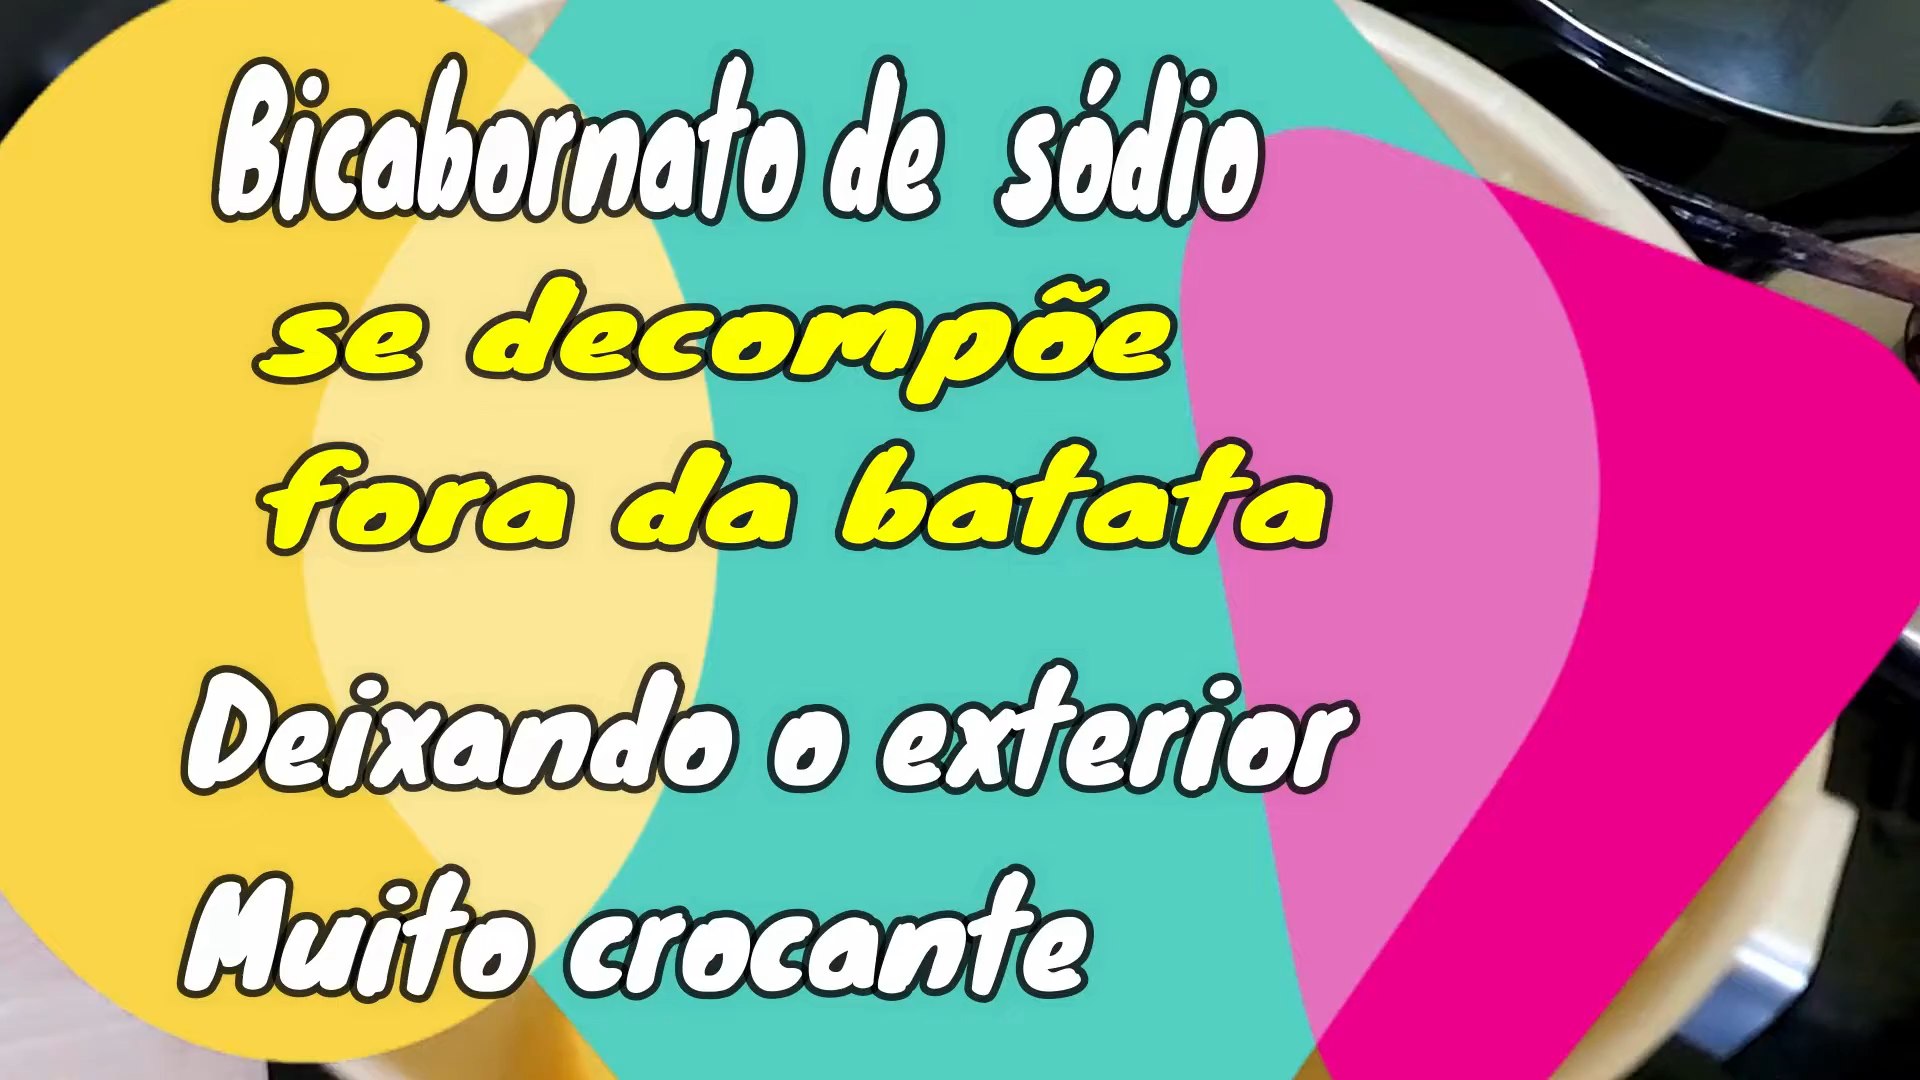 Bicabornato de sódio
se decompõe
fora da batata
Deixando o exterior
Muito crocante